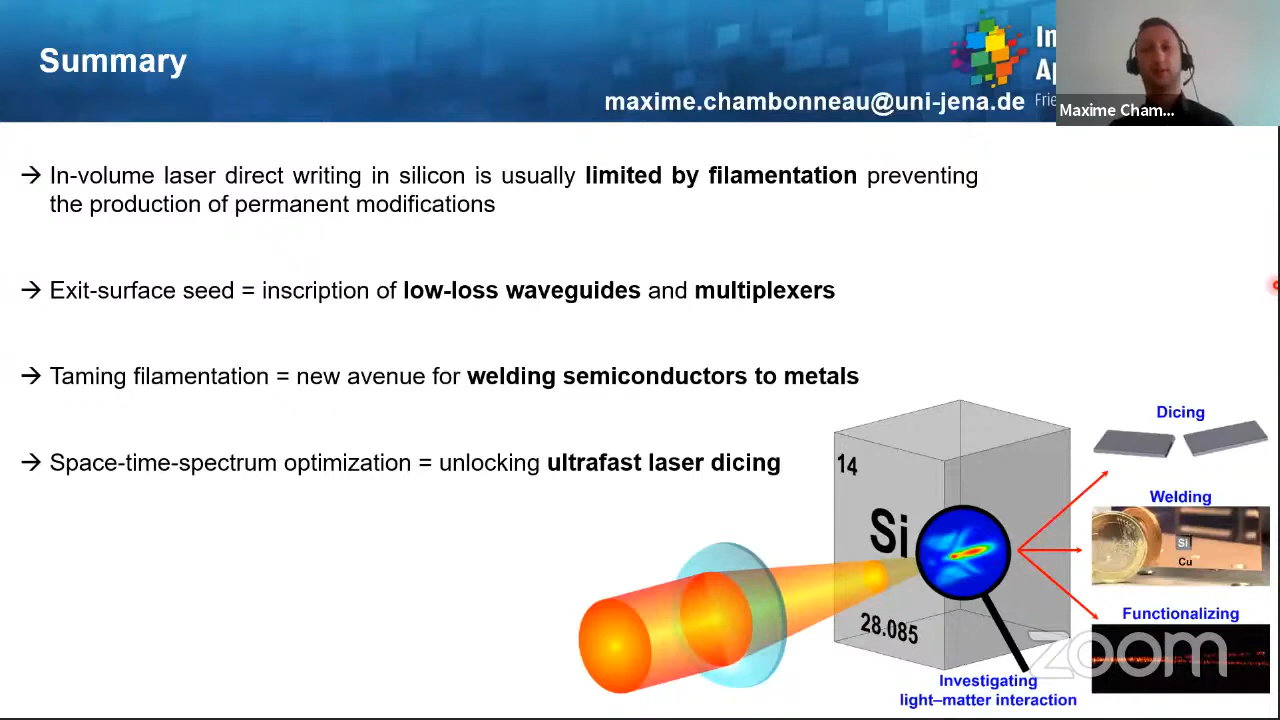 Summary
maxime.chambonneau@uni-jena.de
Maxime Cham...
→ In-volume laser direct writing in silicon is usually limited by filamentation preventing
the production of permanent modifications
→ Exit-surface seed = inscription of low-loss waveguides and multiplexers
→ Taming filamentation = new avenue for welding semiconductors to metals
→ Space-time-spectrum optimization = unlocking ultrafast laser dicing
14
Si
28.085
Dicing
Welding
Si
Cu
Functionalizing
Investigating
light–matter interaction
zoom